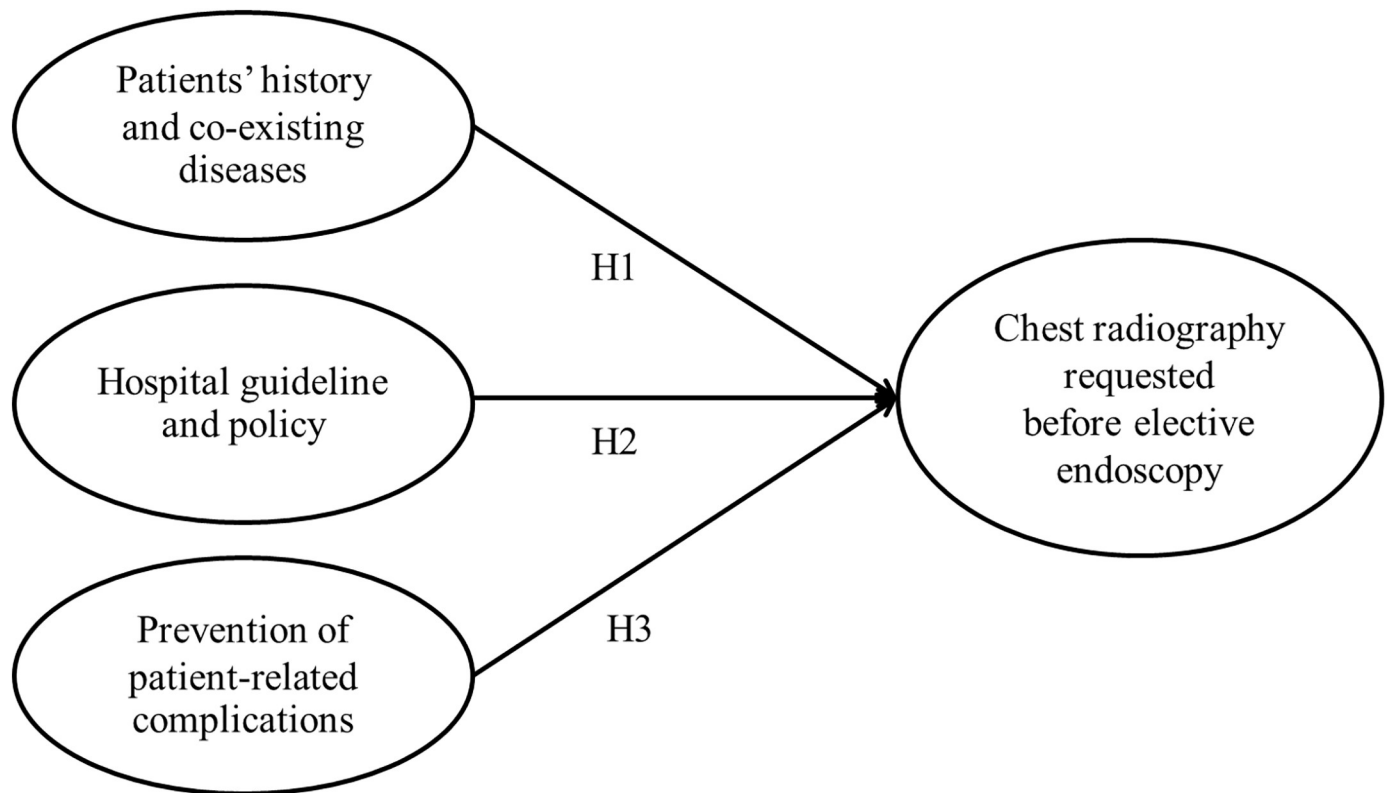 Patients’ history
and co-existing
diseases
H1
Hospital guideline
and policy
H2
Prevention of
patient-related
complications
H3
Chest radiography
requested
before elective
endoscopy